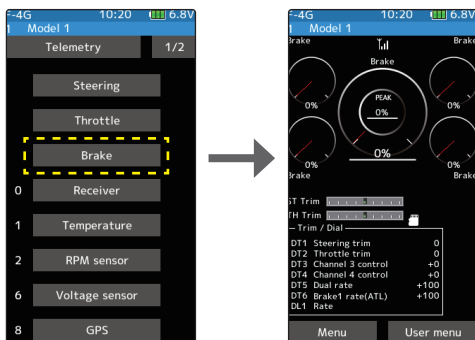 F-4G 10:20 6.8V
1 Model 1
Telemetry 1/2
Steering
Throttle
Brake
0 Receiver
1 Temperature
2 RPM sensor
6 Voltage sensor
8 GPS
F-4G 10:20 6.8V
1 Model 1
Brake Brake
Brake
PEAK
0%
0% 0%
0%
0% 0%
Brake Brake
ST Trim
TH Trim
Trim / Dial
DT1 Steering trim 0
DT2 Throttle trim 0
DT3 Channel 3 control +0
DT4 Channel 4 control +0
DT5 Dual rate +100
DT6 Brake1 rate(ATL) +100
DL1 Rate
Menu User menu